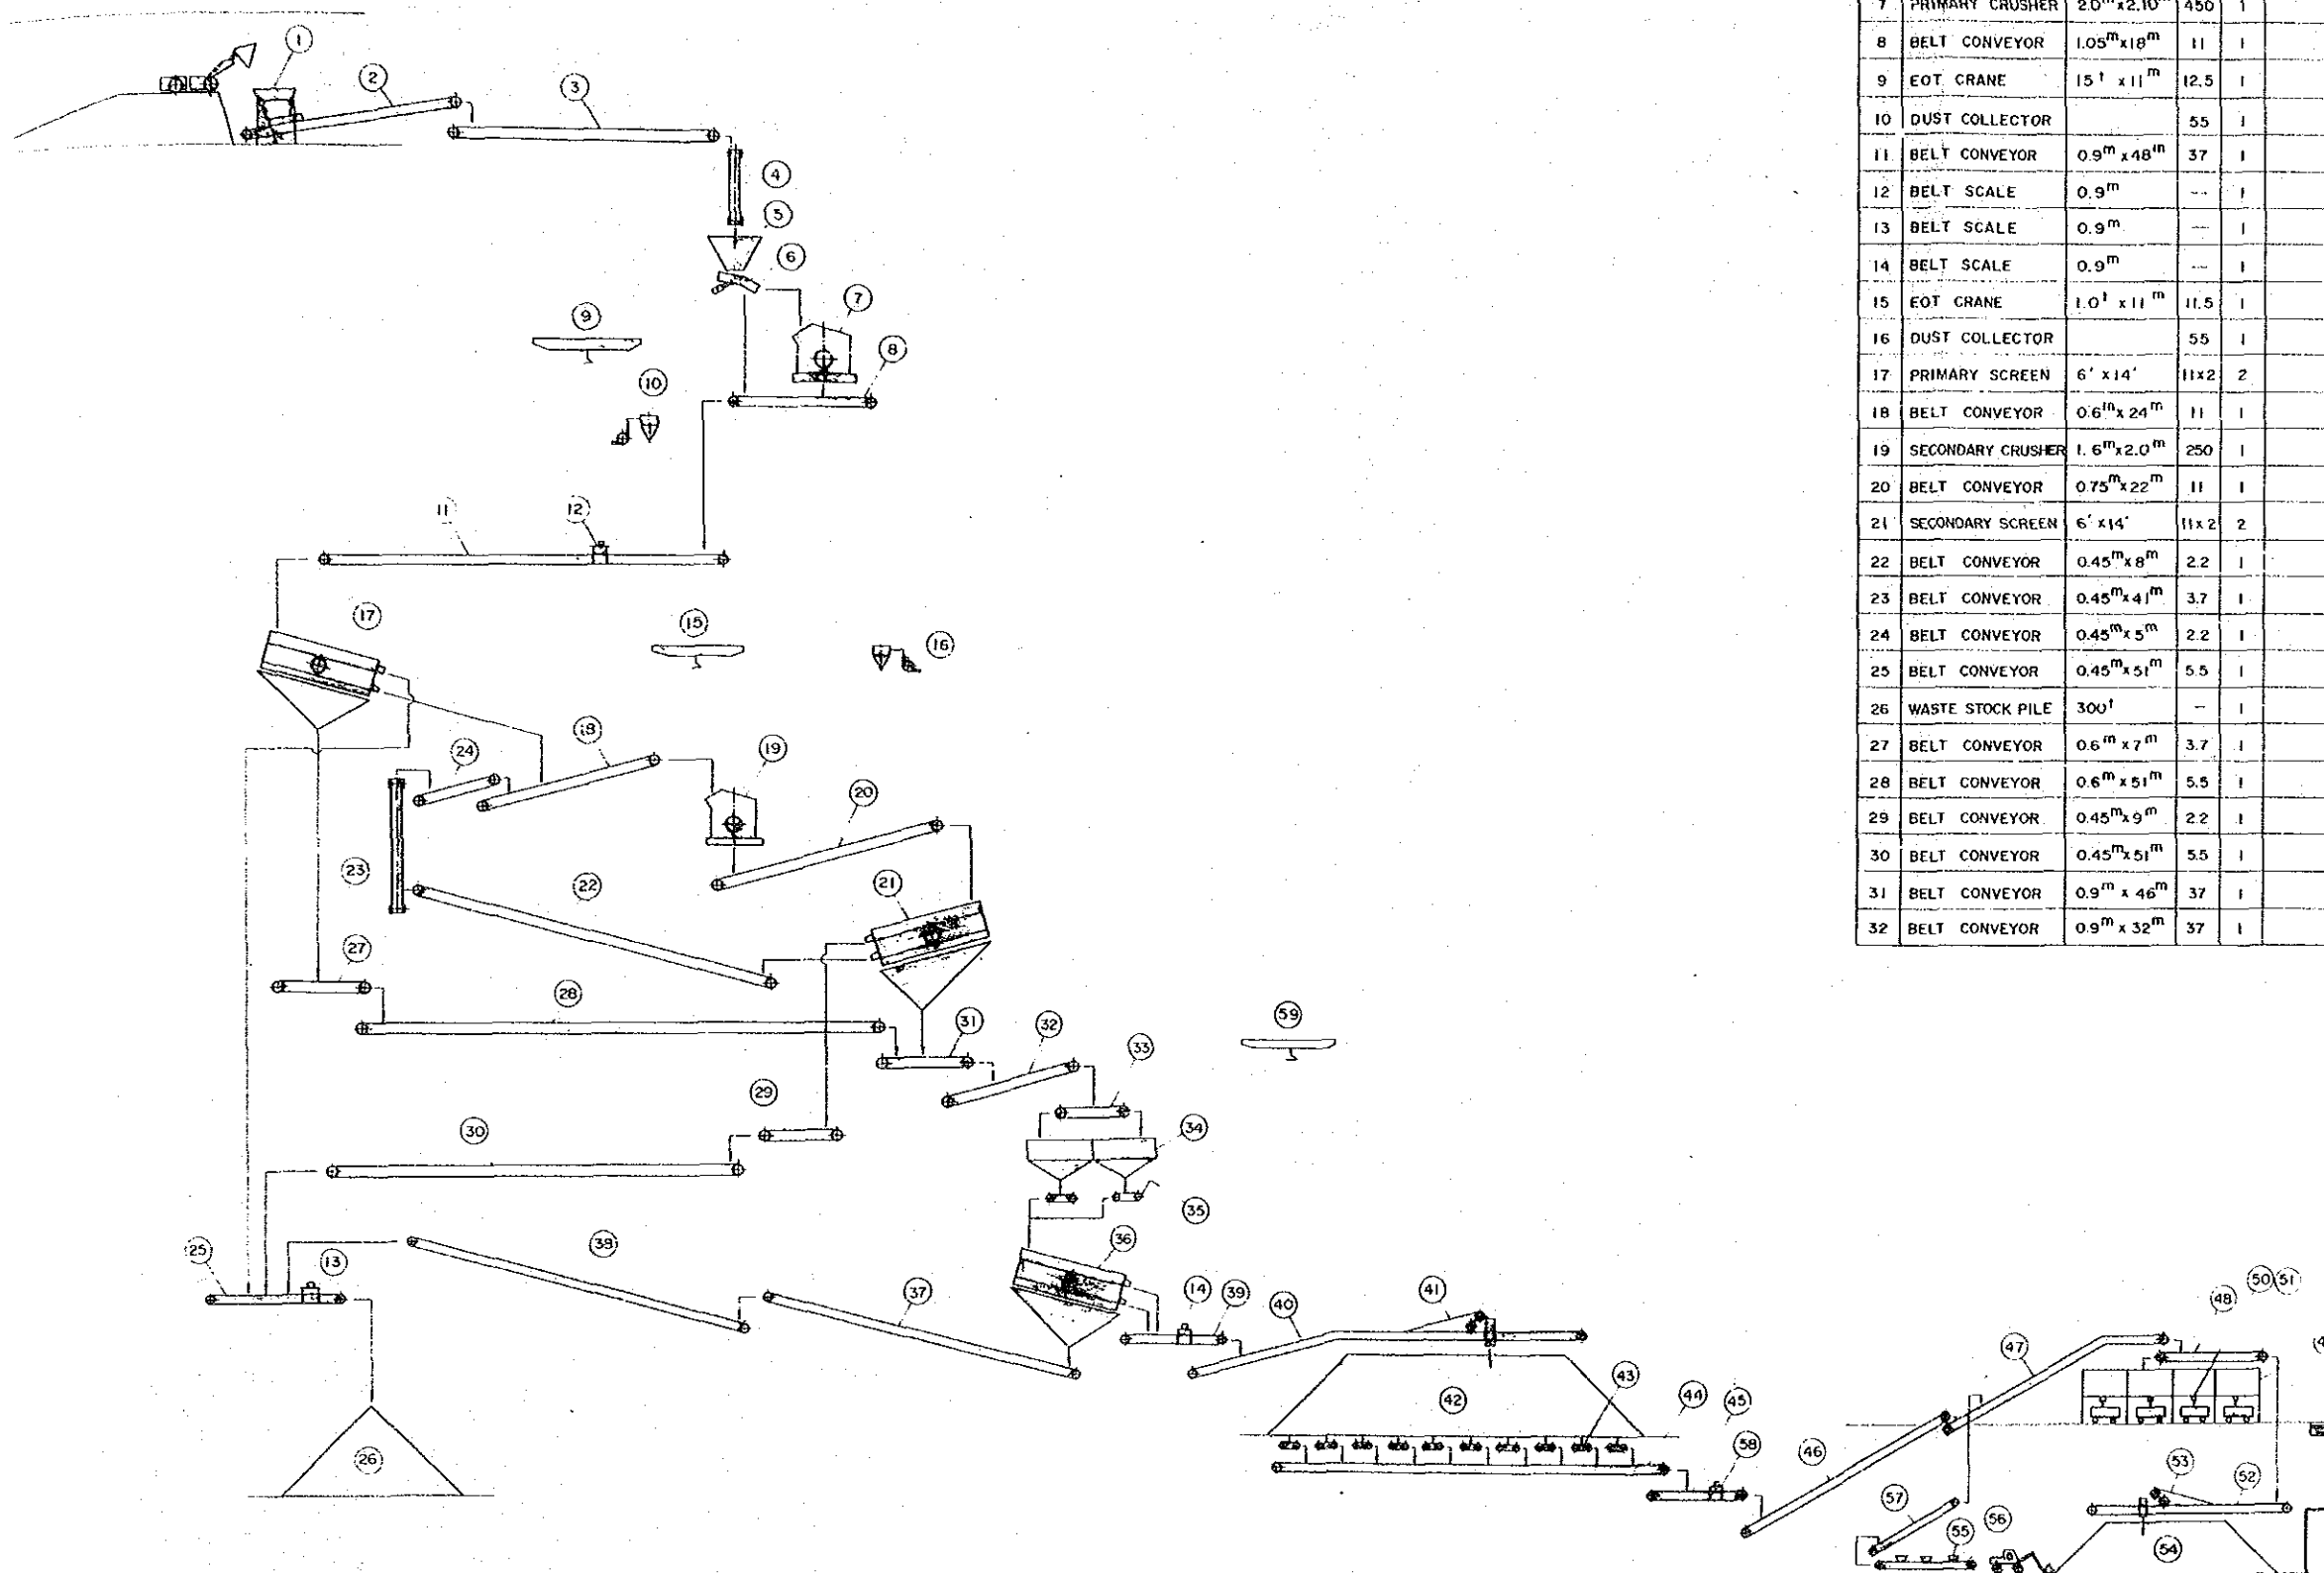 7 PRIMARY CRUSHER 2.0m x2.10m 450 1
8 BELT CONVEYOR 1.05m x18m 11 1
9 EOT CRANE 15t x 11m 12.5 1
10 DUST COLLECTOR 55 1
11 BELT CONVEYOR 0.9m x 48m 37 1
12 BELT SCALE 0.9m --- 1
13 BELT SCALE 0.9m --- 1
14 BELT SCALE 0.9m --- 1
15 EOT CRANE 1.0t x 11m 11.5 1
16 DUST COLLECTOR 55 1
17 PRIMARY SCREEN 6' x14' 11x2 2
18 BELT CONVEYOR 0.6m x 24m 11 1
19 SECONDARY CRUSHER 1.6m x2.0m 250 1
20 BELT CONVEYOR 0.75m x22m 11 1
21 SECONDARY SCREEN 6' x14' 11x2 2
22 BELT CONVEYOR 0.45m x 8m 2.2 1
23 BELT CONVEYOR 0.45m x 41m 3.7 1
24 BELT CONVEYOR 0.45m x 5m 2.2 1
25 BELT CONVEYOR 0.45m x 51m 5.5 1
26 WASTE STOCK PILE 300t - 1
27 BELT CONVEYOR 0.6m x 7m 3.7 1
28 BELT CONVEYOR 0.6m x 51m 5.5 1
29 BELT CONVEYOR 0.45m x 9m 2.2 1
30 BELT CONVEYOR 0.45m x 51m 5.5 1
31 BELT CONVEYOR 0.9m x 46m 37 1
32 BELT CONVEYOR 0.9m x 32m 37 1
1
2
3
4
5
6
7
9
8
10
11
12
17
15
16
18
24
19
20
23
22
21
27
28
31
32
59
33
29
30
34
35
25
13
38
36
37
14
39
40
41
50 51
48
47
42
43
44
45
58
46
26
53
52
57
55
56
54